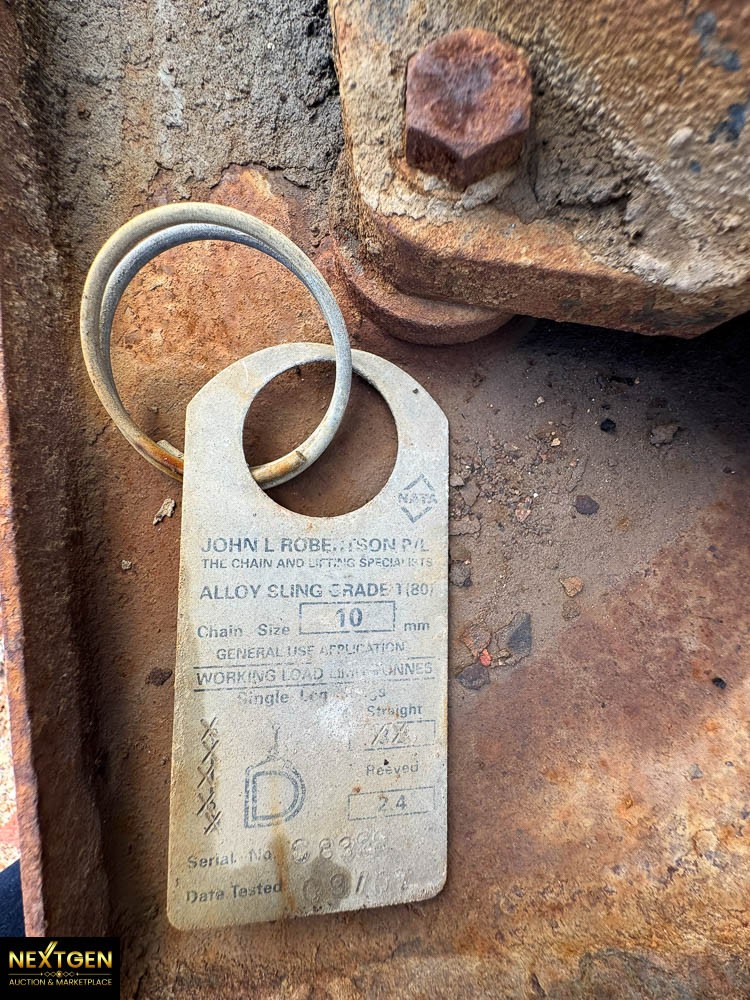 NATA
JOHN L ROBERTSON P/L
THE CHAIN AND LIFTING SPECIALISTS
ALLOY SLING GRADE T(80)
Chain Size 10 mm
GENERAL USE APPLICATION
WORKING LOAD LIMIT TONNES
Single Leg Slings
Straight
Reeved
2.4
Serial No.
Date Tested
NEXTGEN
AUCTION & MARKETPLACE